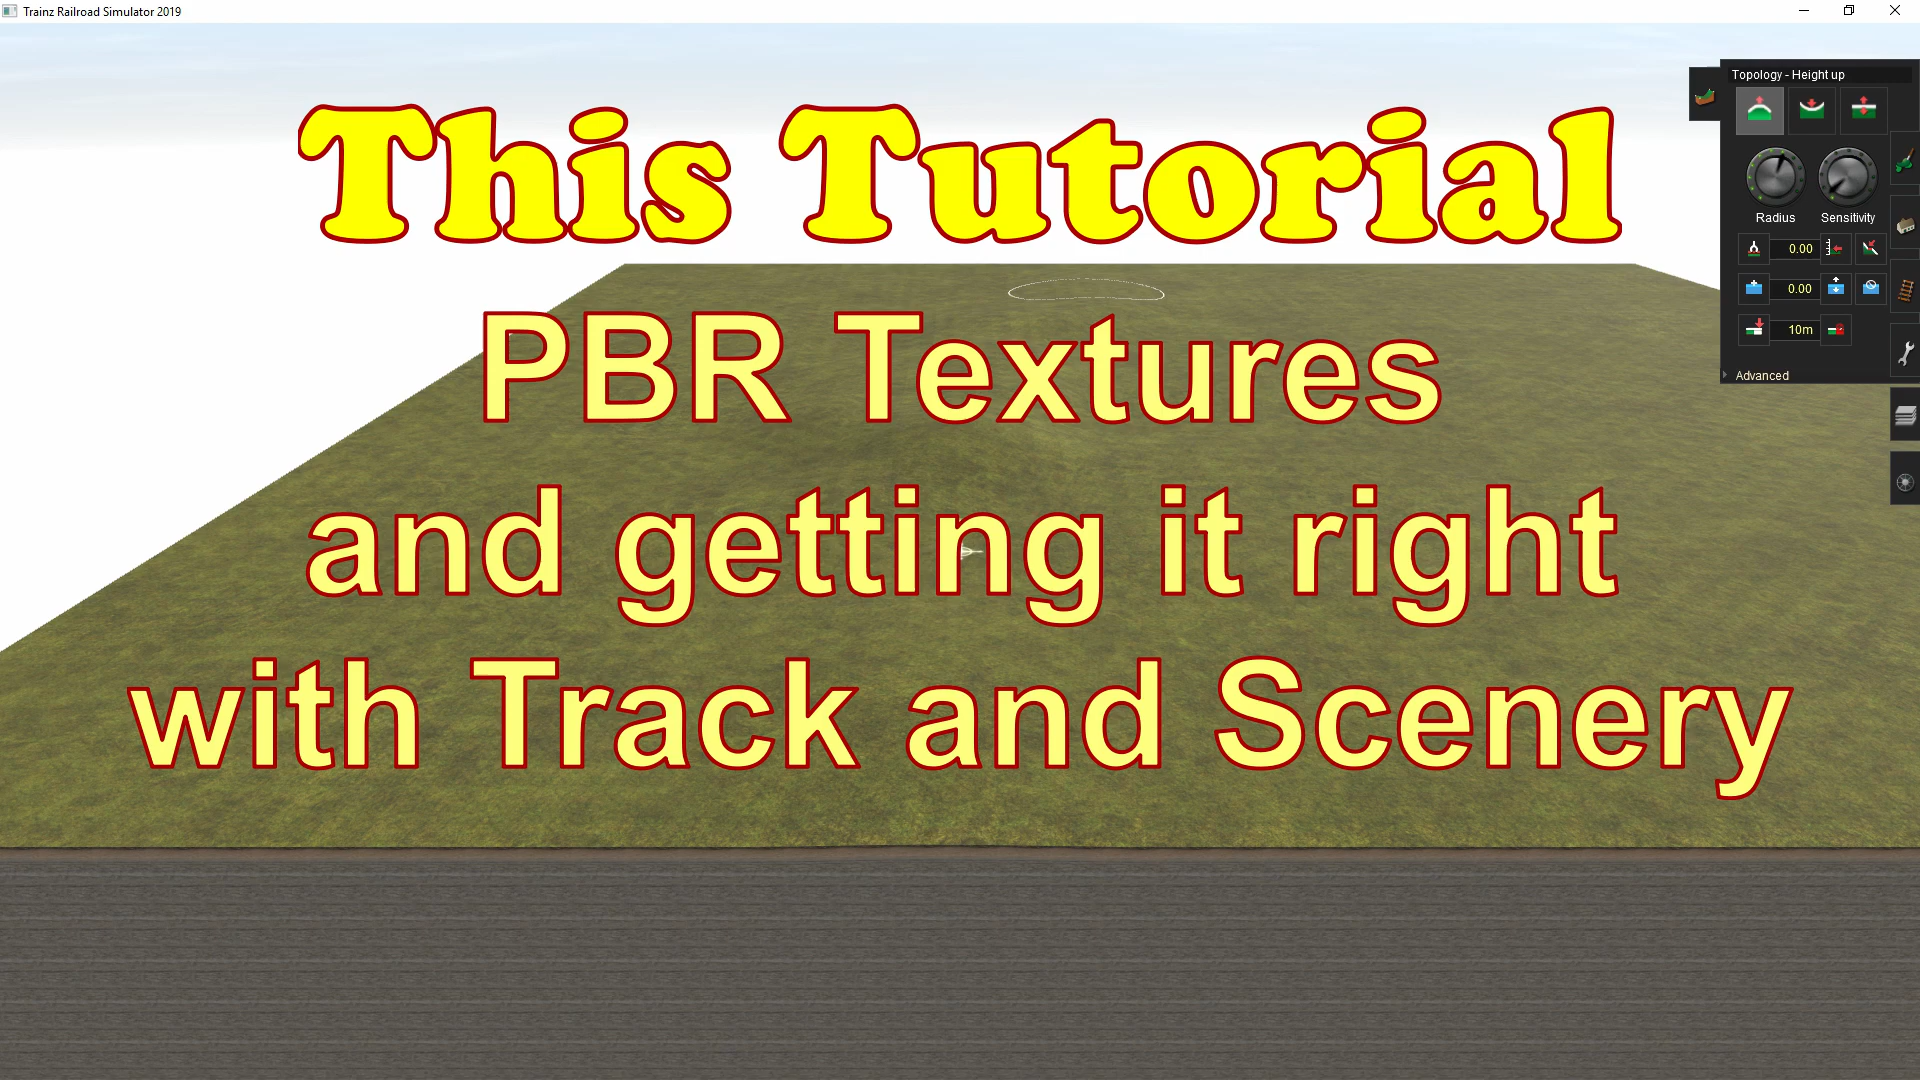 Trainz Railroad Simulator 2019
This Tutorial
PBR Textures
and getting it right
with Track and Scenery
Topology - Height up
Radius Sensitivity
0.00
0.00
10m
Advanced